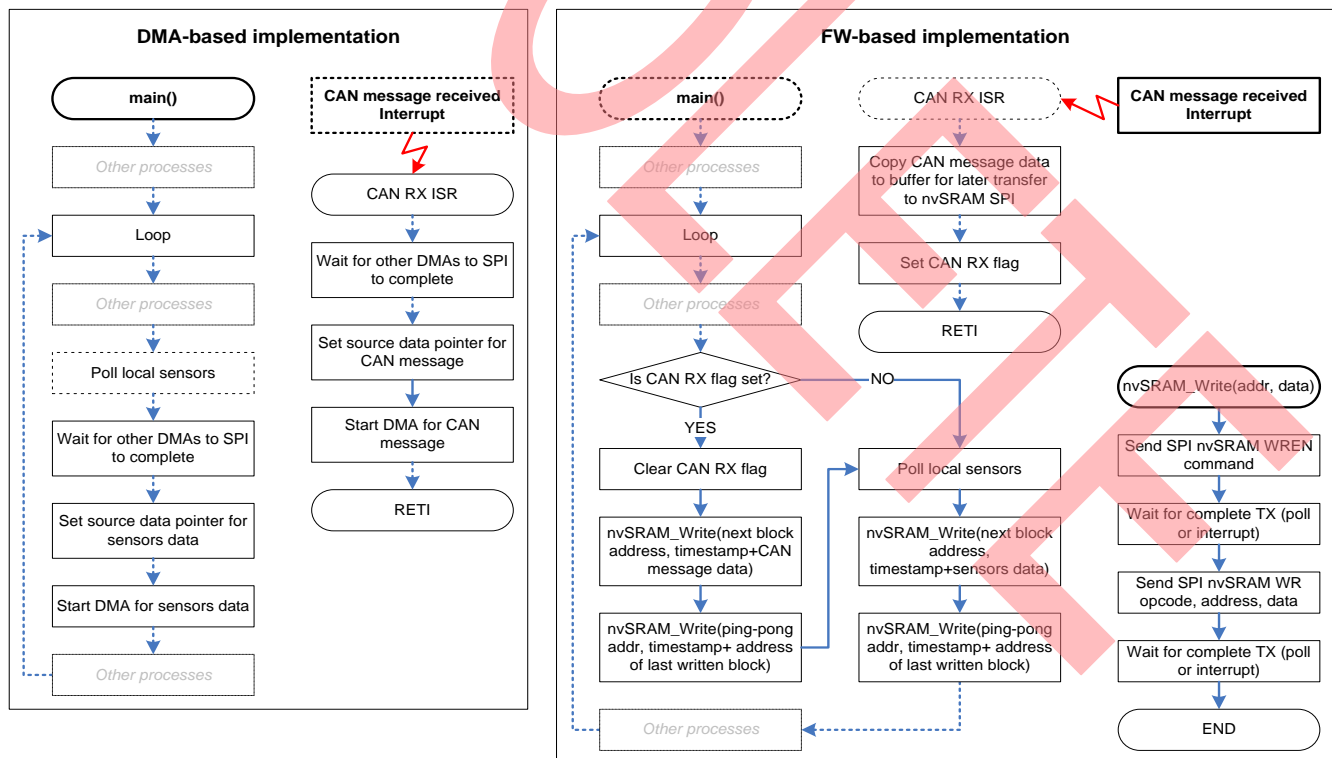 DMA-based implementation
main()
Other processes
Loop
Other processes
Poll local sensors
Wait for other DMAs to SPI
to complete
Set source data pointer for
sensors data
Start DMA for sensors data
Other processes
CAN message received
Interrupt
CAN RX ISR
Wait for other DMAs to SPI
to complete
Set source data pointer for
CAN message
Start DMA for CAN
message
RETI
FW-based implementation
main()
Other processes
Loop
Other processes
Is CAN RX flag set?
NO
YES
Clear CAN RX flag
nvSRAM_Write(next block
address, timestamp+CAN
message data)
nvSRAM_Write(ping-pong
addr, timestamp+ address
of last written block)
Other processes
CAN RX ISR
Copy CAN message data
to buffer for later transfer
to nvSRAM SPI
Set CAN RX flag
RETI
Poll local sensors
nvSRAM_Write(next block
address,
timestamp+sensors data)
nvSRAM_Write(ping-pong
addr, timestamp+ address
of last written block)
CAN message received
Interrupt
nvSRAM_Write(addr, data)
Send SPI nvSRAM WREN
command
Wait for complete TX (poll
or interrupt)
Send SPI nvSRAM WR
opcode, address, data
Wait for complete TX (poll
or interrupt)
END
LETE